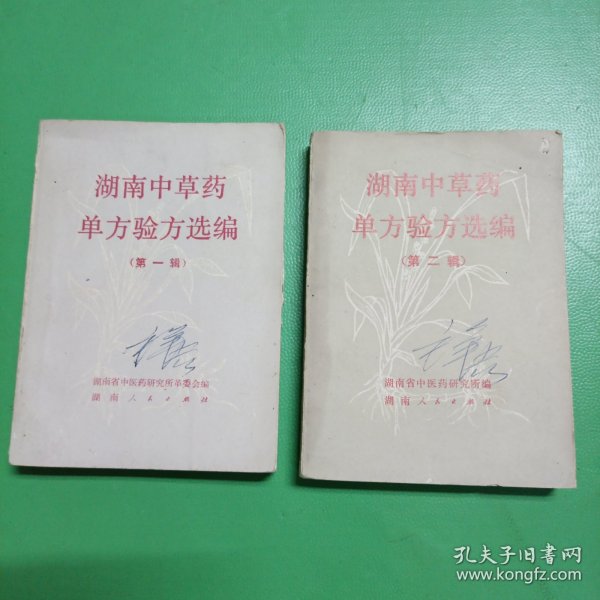 湖南中草药
单方验方选编
(第一辑)
湖南省中医药研究所革委会编
湖南人民出版社
湖南中草药
单方验方选编
(第二辑)
湖南省中医药研究所编
湖南人民出版社
孔夫子旧书网
www.kongfz.com